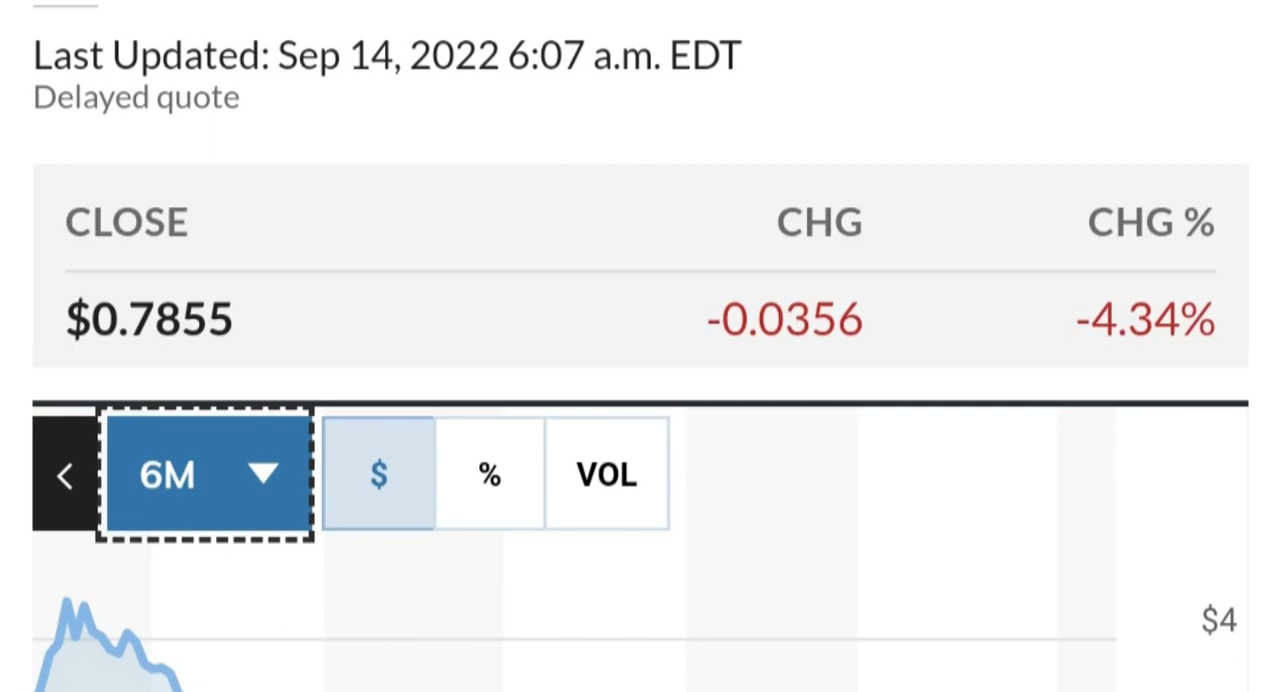 Last Updated: Sep 14, 2022 6:07 a.m. EDT
Delayed quote
CLOSE CHG CHG %
$0.7855 -0.0356 -4.34%
6M $ % VOL
$4